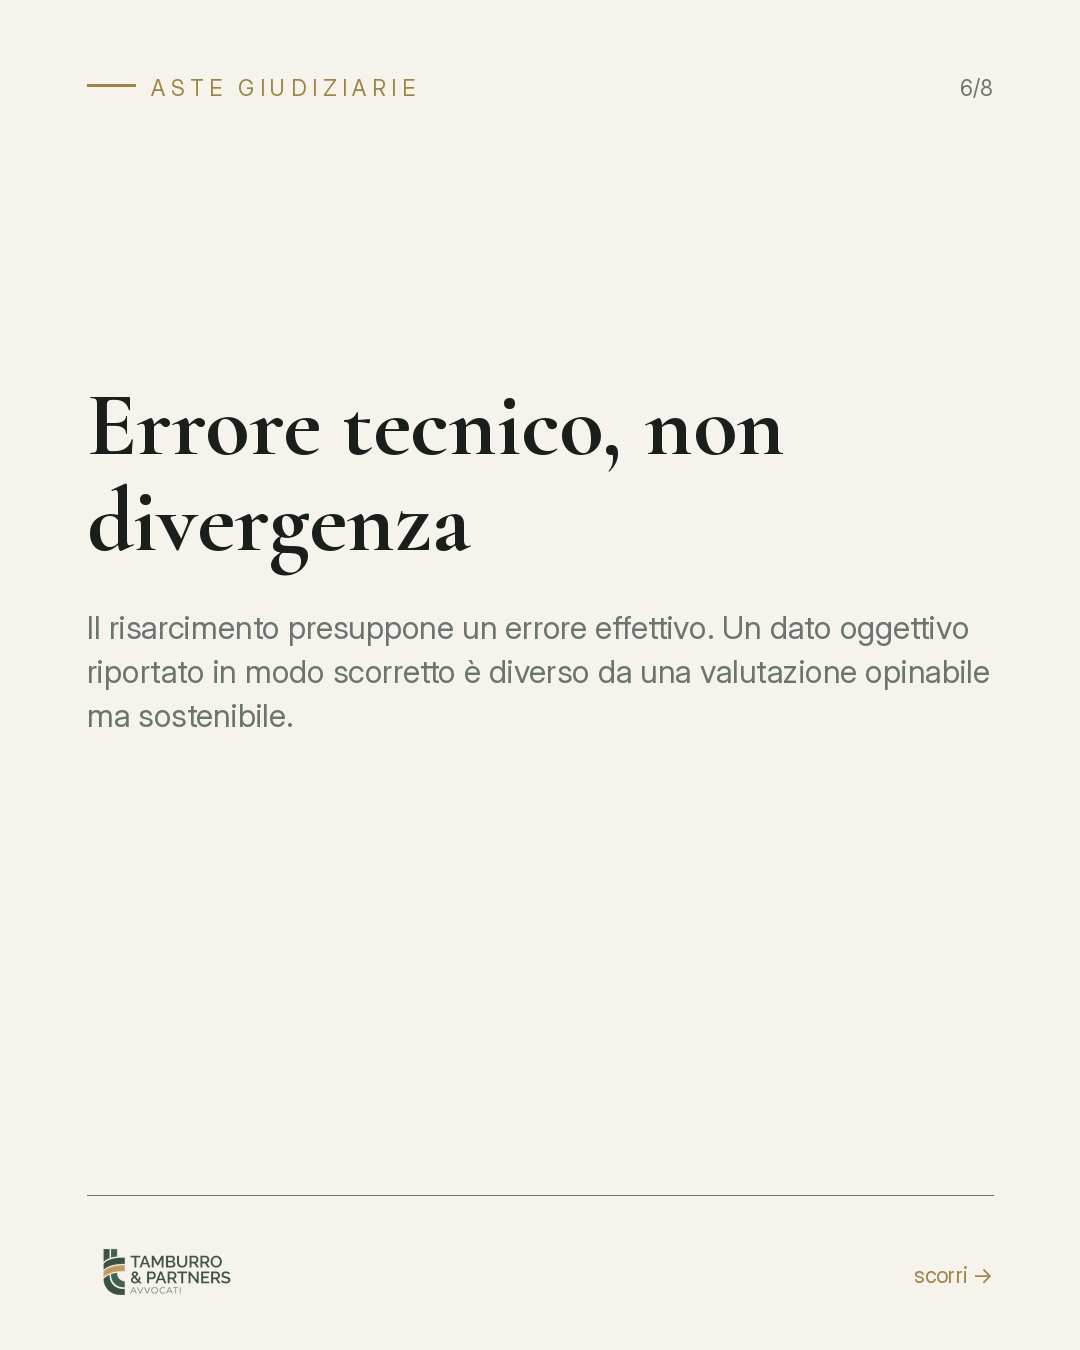 ASTE GIUDIZIARIE
6/8
Errore tecnico, non
divergenza
Il risarcimento presuppone un errore effettivo. Un dato oggettivo
riportato in modo scorretto è diverso da una valutazione opinabile
ma sostenibile.
TAMBURRO
& PARTNERS
AVVOCATI
scorri →